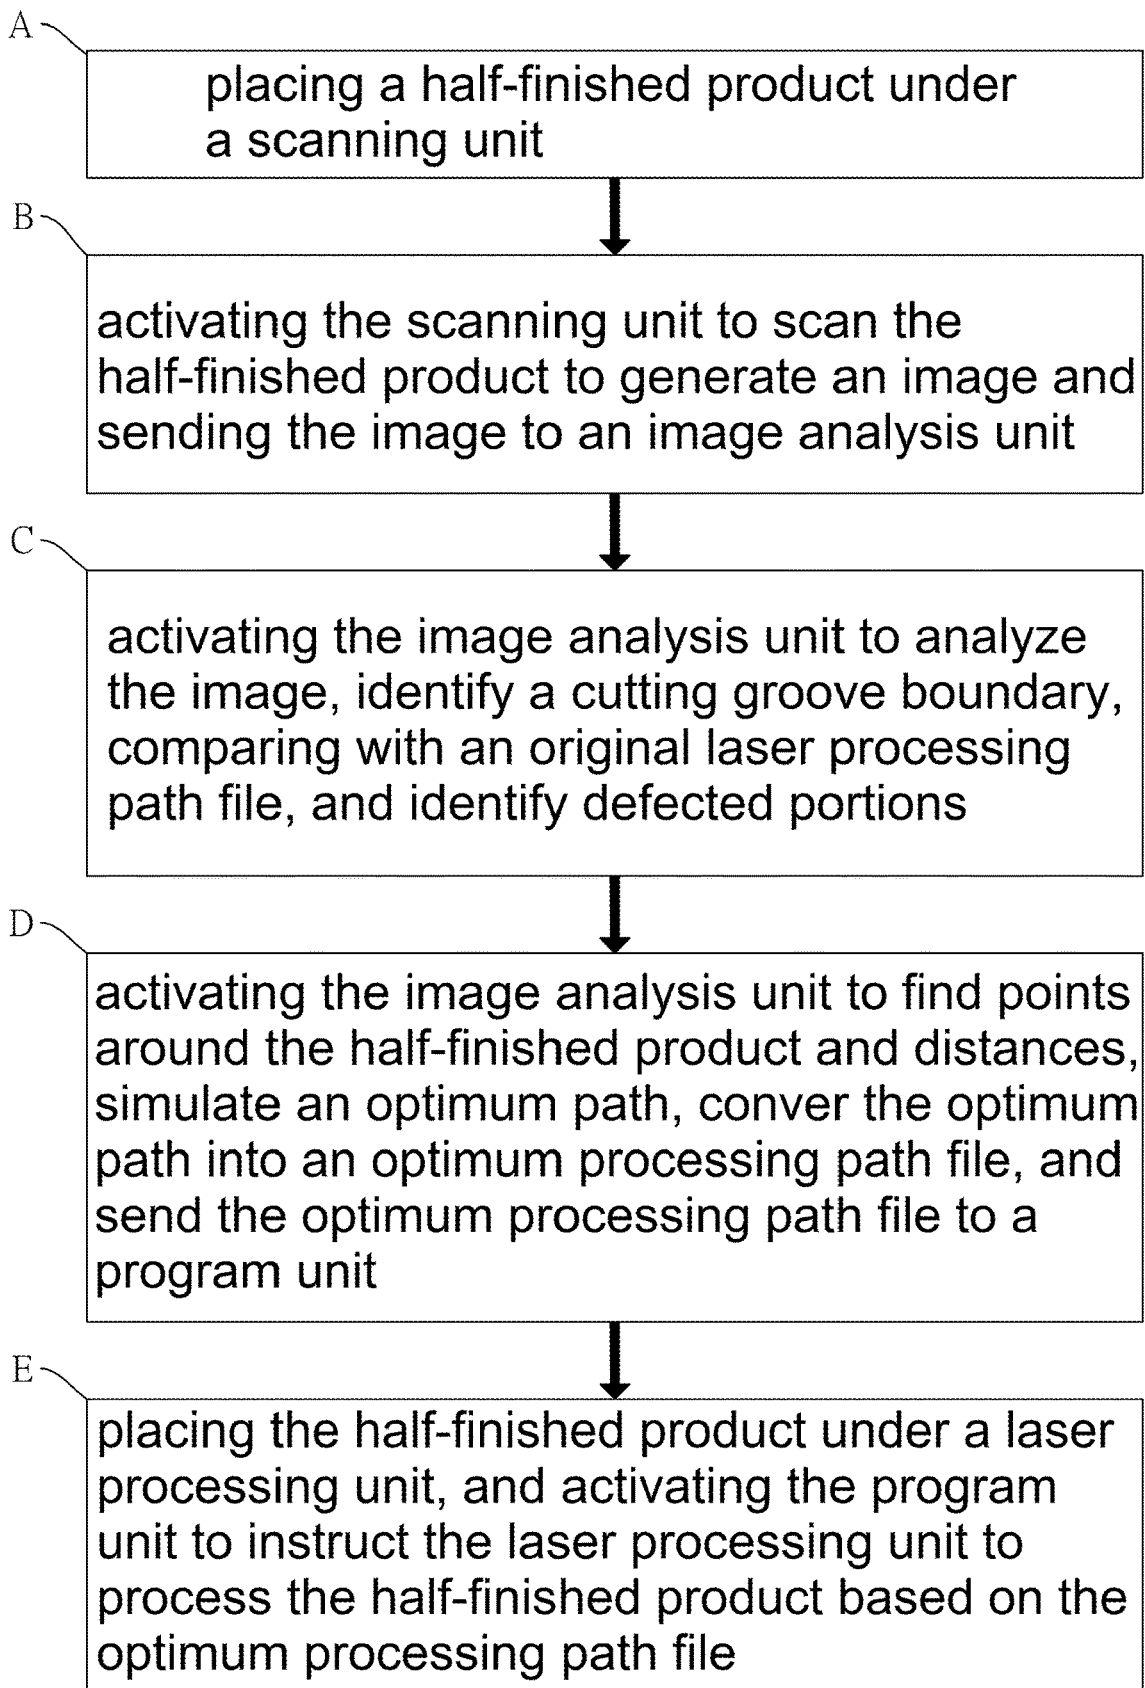 A
placing a half-finished product under
a scanning unit
B
activating the scanning unit to scan the
half-finished product to generate an image and
sending the image to an image analysis unit
C
activating the image analysis unit to analyze
the image, identify a cutting groove boundary,
comparing with an original laser processing
path file, and identify defected portions
D
activating the image analysis unit to find points
around the half-finished product and distances,
simulate an optimum path, conver the optimum
path into an optimum processing path file, and
send the optimum processing path file to a
program unit
E
placing the half-finished product under a laser
processing unit, and activating the program
unit to instruct the laser processing unit to
process the half-finished product based on the
optimum processing path file